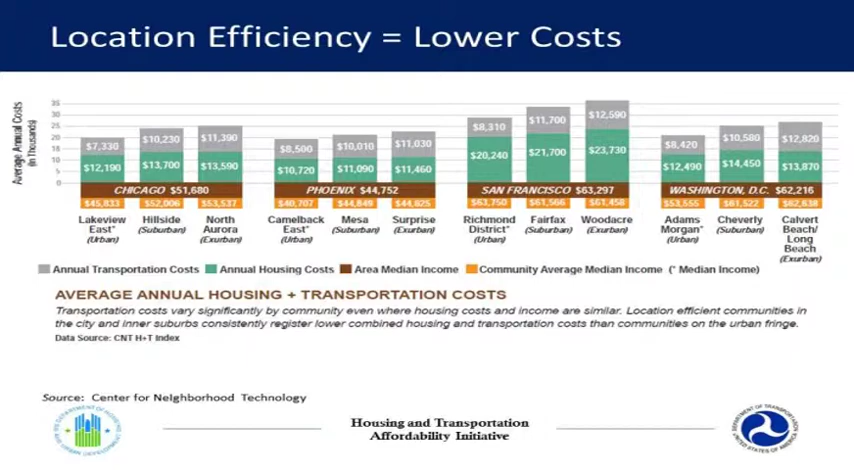 Location Efficiency = Lower Costs
Average Annual Costs
(in Thousands)
35
30
25
20
15
10
5
0
$7,330 $10,230 $11,390 $8,500 $10,010 $11,030 $8,310 $11,700 $12,590 $8,420 $10,580 $12,820
$12,190 $13,700 $13,590 $10,720 $11,090 $11,460 $20,240 $21,700 $23,730 $12,490 $14,450 $13,870
CHICAGO $51,680 PHOENIX $44,752 SAN FRANCISCO $63,297 WASHINGTON, D.C. $62,216
$45,833 $52,006 $53,537 $40,707 $44,849 $44,825 $63,750 $61,566 $61,458 $53,555 $61,522 $62,638
Lakeview Hillside North Camelback Mesa Surprise Richmond Fairfax Woodacre Adams Cheverly Calvert
East* (Suburban) Aurora East* (Suburban) (Exurban) District* (Suburban) (Exurban) Morgan* (Suburban) Beach/
(Urban) (Exurban) (Urban) (Urban) (Urban) Long
Beach
(Exurban)
Annual Transportation Costs Annual Housing Costs Area Median Income Community Average Median Income (* Median Income)
AVERAGE ANNUAL HOUSING + TRANSPORTATION COSTS
Transportation costs vary significantly by community even where housing costs and income are similar. Location efficient communities in
the city and inner suburbs consistently register lower combined housing and transportation costs than communities on the urban fringe.
Data Source: CNT H+T Index
Source: Center for Neighborhood Technology
Housing and Transportation
Affordability Initiative
DEPARTMENT OF TRANSPORTATION
UNITED STATES OF AMERICA